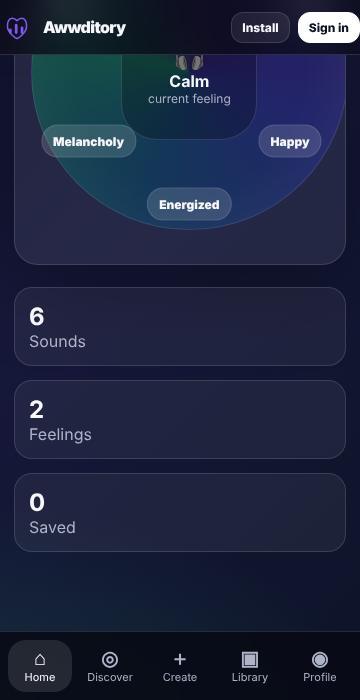 Awwditory
Install
Sign in
Calm
current feeling
Melancholy
Happy
Energized
6
Sounds
2
Feelings
0
Saved
Home
Discover
Create
Library
Profile